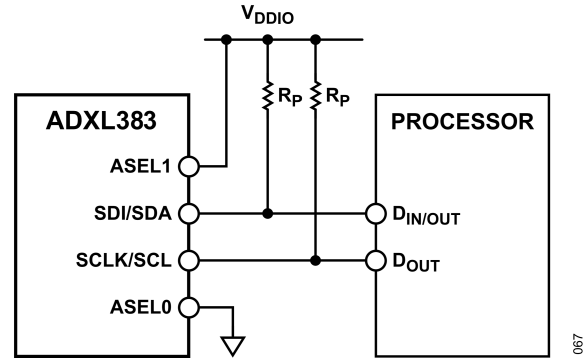 VDDIO
RP RP
ADXL383 PROCESSOR
ASEL1
SDI/SDA DIN/OUT
SCLK/SCL DOUT
ASEL0
067